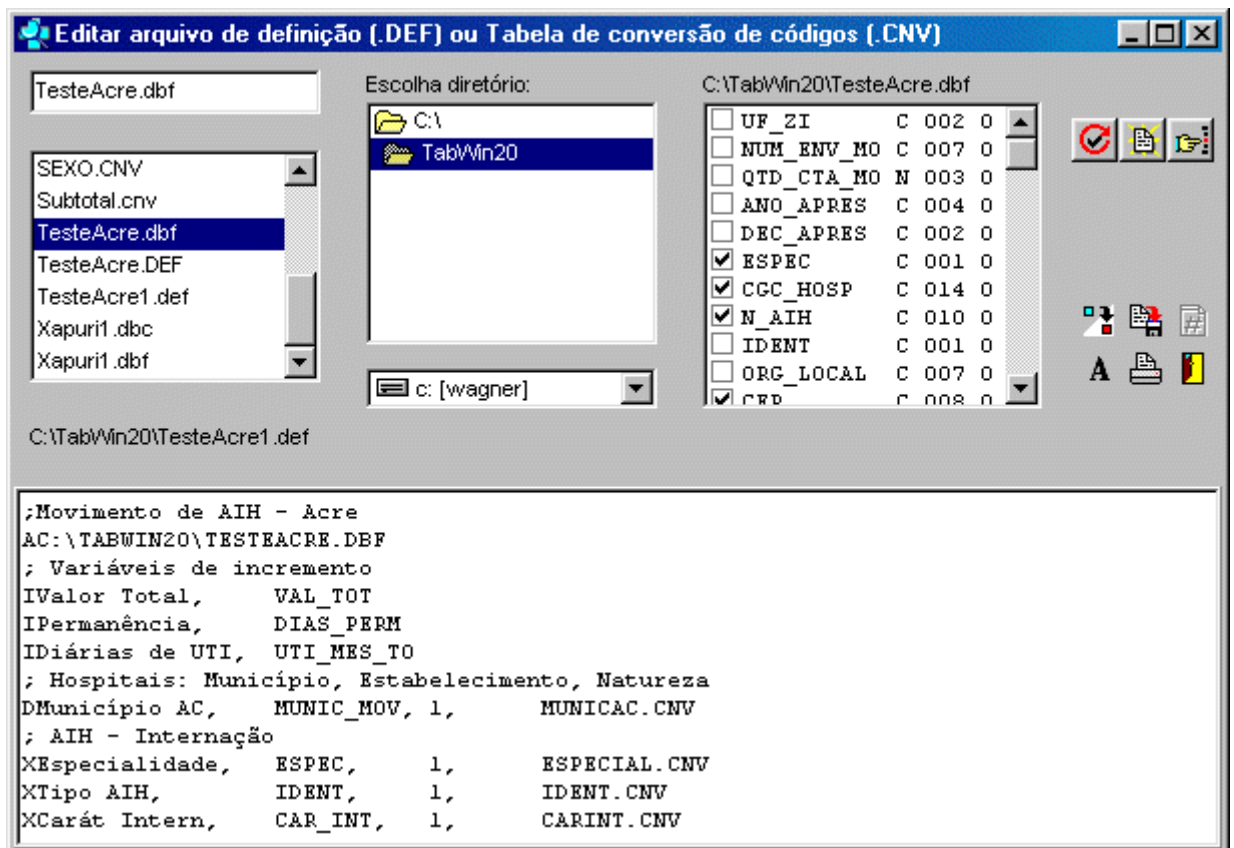 Editar arquivo de definição (.DEF) ou Tabela de conversão de códigos (.CNV)
TesteAcre.dbf
SEXO.CNV
Subtotal.cnv
TesteAcre.dbf
TesteAcre.DEF
TesteAcre1.def
Xapuri1.dbc
Xapuri1.dbf
Escolha diretório:
C:\
TabWin20
c: [wagner]
C:\TabWin20\TesteAcre.dbf
UF_ZI C 002 0
NUM_ENV_MO C 007 0
QTD_CTA_MO N 003 0
ANO_APRES C 004 0
DEC_APRES C 002 0
ESPEC C 001 0
CGC_HOSP C 014 0
N_AIH C 010 0
IDENT C 001 0
ORG_LOCAL C 007 0
CEP C 008 0
A
C:\TabWin20\TesteAcre1.def
;Movimento de AIH - Acre
AC:\TABWIN20\TESTEACRE.DBF
; Variáveis de incremento
IValor Total, VAL_TOT
IPermanência, DIAS_PERM
IDiárias de UTI, UTI_MES_TO
; Hospitais: Município, Estabelecimento, Natureza
DMunicípio AC, MUNIC_MOV, 1, MUNICAC.CNV
; AIH - Internação
XEspecialidade, ESPEC, 1, ESPECIAL.CNV
XTipo AIH, IDENT, 1, IDENT.CNV
XCarát Intern, CAR_INT, 1, CARINT.CNV